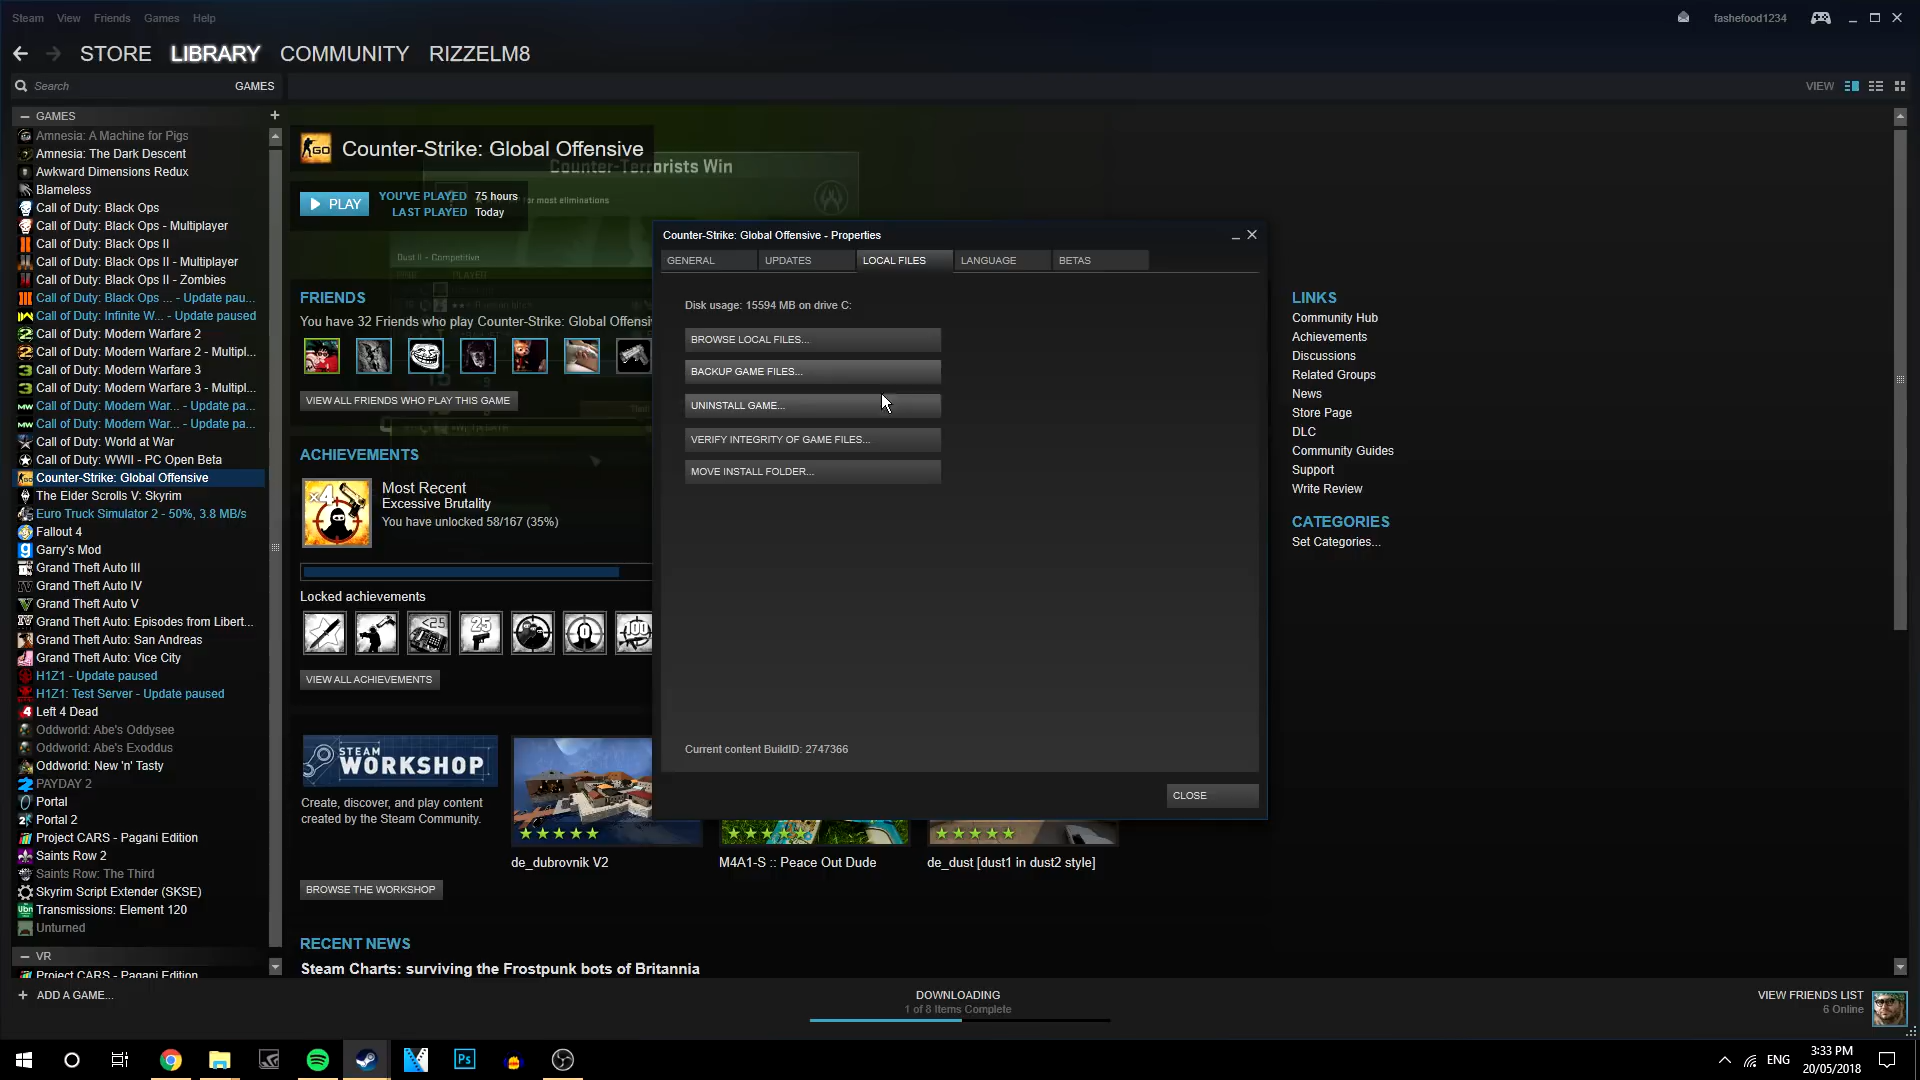 Steam View Friends Games Help
fashefood1234
STORE LIBRARY COMMUNITY RIZZELM8
Search GAMES
VIEW
GAMES
Amnesia: A Machine for Pigs
Amnesia: The Dark Descent
Awkward Dimensions Redux
Blameless
Call of Duty: Black Ops
Call of Duty: Black Ops - Multiplayer
Call of Duty: Black Ops II
Call of Duty: Black Ops II - Multiplayer
Call of Duty: Black Ops II - Zombies
Call of Duty: Black Ops ... - Update pau...
Call of Duty: Infinite W... - Update paused
Call of Duty: Modern Warfare 2
Call of Duty: Modern Warfare 2 - Multipl...
Call of Duty: Modern Warfare 3
Call of Duty: Modern Warfare 3 - Multipl...
Call of Duty: Modern War... - Update pa...
Call of Duty: Modern War... - Update pa...
Call of Duty: World at War
Call of Duty: WWII - PC Open Beta
Counter-Strike: Global Offensive
The Elder Scrolls V: Skyrim
Euro Truck Simulator 2 - 50%, 3.8 MB/s
Fallout 4
Garry's Mod
Grand Theft Auto III
Grand Theft Auto IV
Grand Theft Auto V
Grand Theft Auto: Episodes from Libert...
Grand Theft Auto: San Andreas
Grand Theft Auto: Vice City
H1Z1 - Update paused
H1Z1: Test Server - Update paused
Left 4 Dead
Oddworld: Abe's Oddysee
Oddworld: Abe's Exoddus
Oddworld: New 'n' Tasty
PAYDAY 2
Portal
Portal 2
Project CARS - Pagani Edition
Saints Row 2
Saints Row: The Third
Skyrim Script Extender (SKSE)
Transmissions: Element 120
Unturned
VR
Project CARS - Pagani Edition
ADD A GAME...
Counter-Strike: Global Offensive
Counter-Terrorists Win
for most eliminations
Dust II - Competitive
PLAY
YOU'VE PLAYED 75 hours
LAST PLAYED Today
FRIENDS
You have 32 Friends who play Counter-Strike: Global Offensiv
VIEW ALL FRIENDS WHO PLAY THIS GAME
ACHIEVEMENTS
x4
Most Recent
Excessive Brutality
You have unlocked 58/167 (35%)
Locked achievements
<25
25
100
VIEW ALL ACHIEVEMENTS
STEAM
WORKSHOP
Create, discover, and play content
created by the Steam Community.
BROWSE THE WORKSHOP
de_dubrovnik V2
M4A1-S :: Peace Out Dude
de_dust [dust1 in dust2 style]
RECENT NEWS
Steam Charts: surviving the Frostpunk bots of Britannia
Counter-Strike: Global Offensive - Properties
GENERAL UPDATES LOCAL FILES LANGUAGE BETAS
Disk usage: 15594 MB on drive C:
BROWSE LOCAL FILES...
BACKUP GAME FILES...
UNINSTALL GAME...
VERIFY INTEGRITY OF GAME FILES...
MOVE INSTALL FOLDER...
Current content BuildID: 2747366
CLOSE
LINKS
Community Hub
Achievements
Discussions
Related Groups
News
Store Page
DLC
Community Guides
Support
Write Review
CATEGORIES
Set Categories...
DOWNLOADING
1 of 8 Items Complete
VIEW FRIENDS LIST
6 Online
Ps
ENG
3:33 PM
20/05/2018